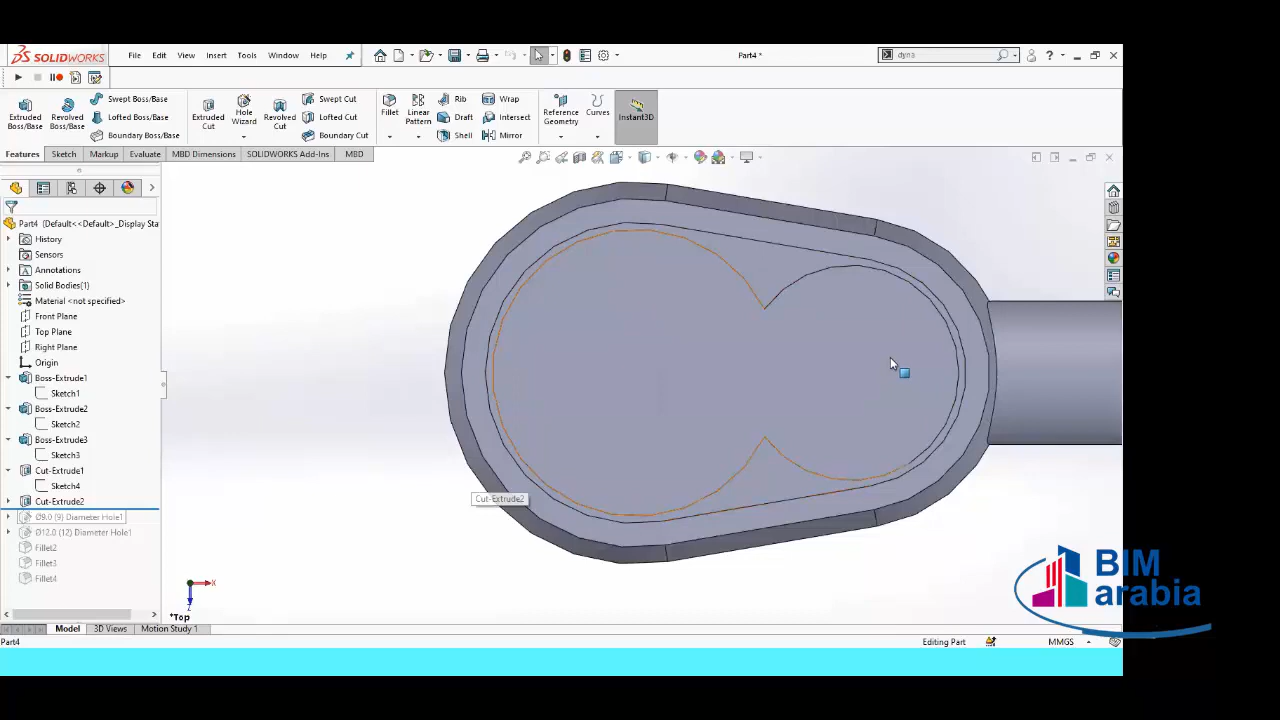 SOLIDWORKS
File Edit View Insert Tools Window Help
Part4 *
dyna
Extruded Boss/Base
Revolved Boss/Base
Swept Boss/Base
Lofted Boss/Base
Boundary Boss/Base
Extruded Cut
Hole Wizard
Revolved Cut
Swept Cut
Lofted Cut
Boundary Cut
Fillet
Linear Pattern
Rib
Draft
Shell
Wrap
Intersect
Mirror
Reference Geometry
Curves
Instant3D
Features Sketch Markup Evaluate MBD Dimensions SOLIDWORKS Add-Ins MBD
Part4 (Default<<Default>_Display Sta
History
Sensors
Annotations
Solid Bodies(1)
Material <not specified>
Front Plane
Top Plane
Right Plane
Origin
Boss-Extrude1
Sketch1
Boss-Extrude2
Sketch2
Boss-Extrude3
Sketch3
Cut-Extrude1
Sketch4
Cut-Extrude2
Ø9.0 (9) Diameter Hole1
Ø12.0 (12) Diameter Hole1
Fillet2
Fillet3
Fillet4
Cut-Extrude2
X
Z
*Top
BIM
arabia
Model 3D Views Motion Study 1
Part4
Editing Part
MMGS